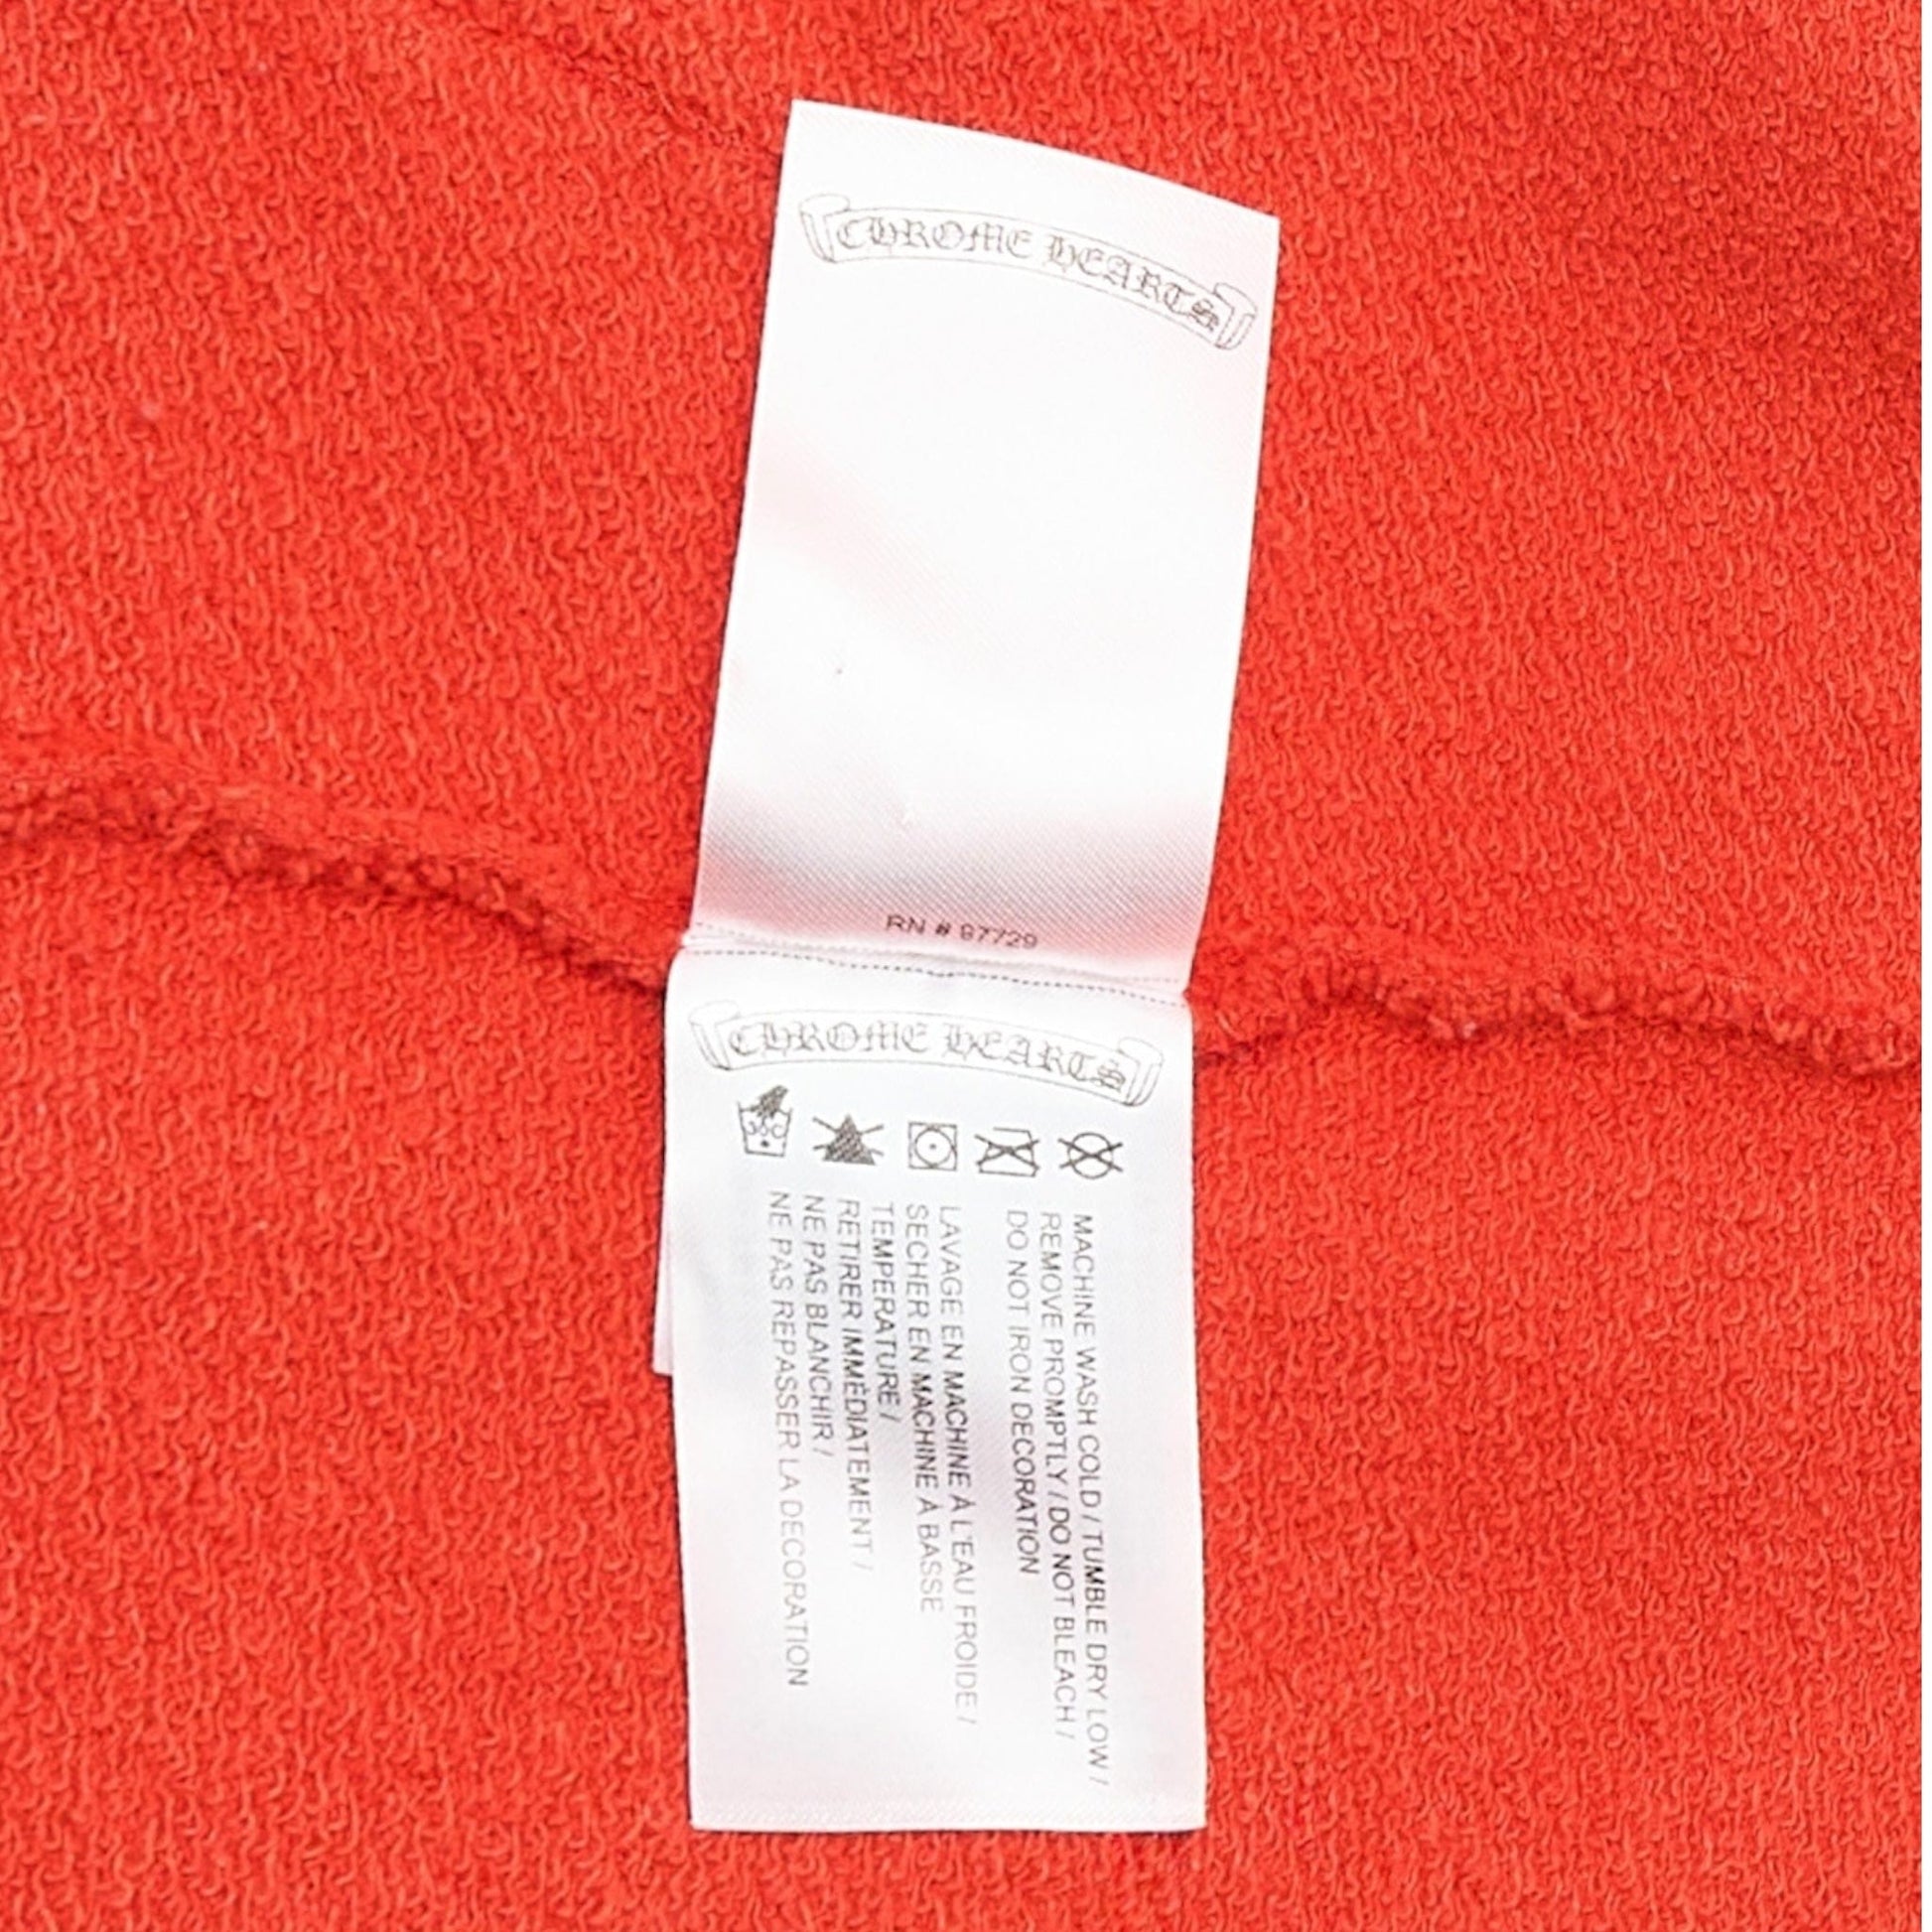 CHROME HEARTS
RN # 97729
CHROME HEARTS
30°
MACHINE WASH COLD / TUMBLE DRY LOW /
REMOVE PROMPTLY / DO NOT BLEACH /
DO NOT IRON DECORATION
LAVAGE EN MACHINE À L'EAU FROIDE /
SECHER EN MACHINE À BASSE
TEMPERATURE /
RETIRER IMMÉDIATEMENT /
NE PAS BLANCHIR /
NE PAS REPASSER LA DECORATION